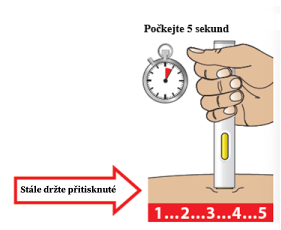 Počkejte 5 sekund
Stále držte přitisknuté
1...2...3...4...5